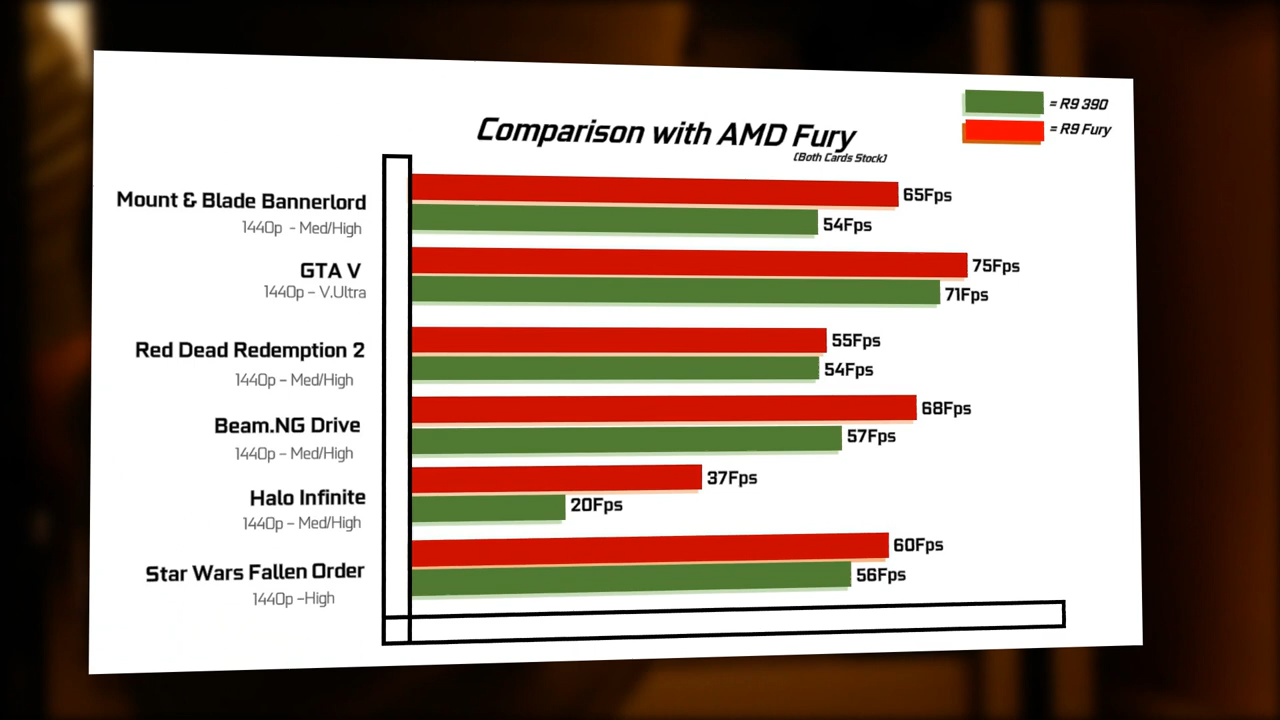 = R9 390
= R9 Fury
Comparison with AMD Fury
(Both Cards Stock)
Mount & Blade Bannerlord
1440p - Med/High
65Fps
54Fps
GTA V
1440p - V.Ultra
75Fps
71Fps
Red Dead Redemption 2
1440p - Med/High
55Fps
54Fps
Beam.NG Drive
1440p - Med/High
68Fps
57Fps
Halo Infinite
1440p - Med/High
37Fps
20Fps
Star Wars Fallen Order
1440p -High
60Fps
56Fps